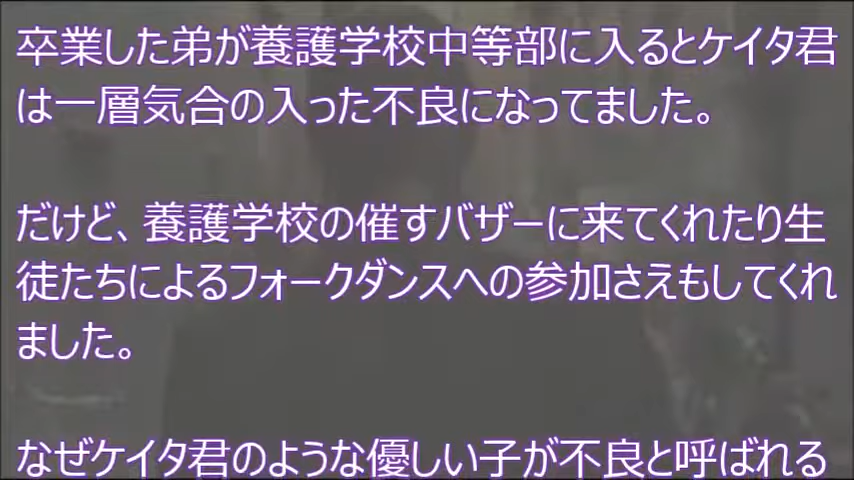 卒業した弟が養護学校中等部に入るとケイタ君
は一層気合の入った不良になってました。
だけど、養護学校の催すバザーに来てくれたり生
徒たちによるフォークダンスへの参加さえもしてくれ
ました。
なぜケイタ君のような優しい子が不良と呼ばれる